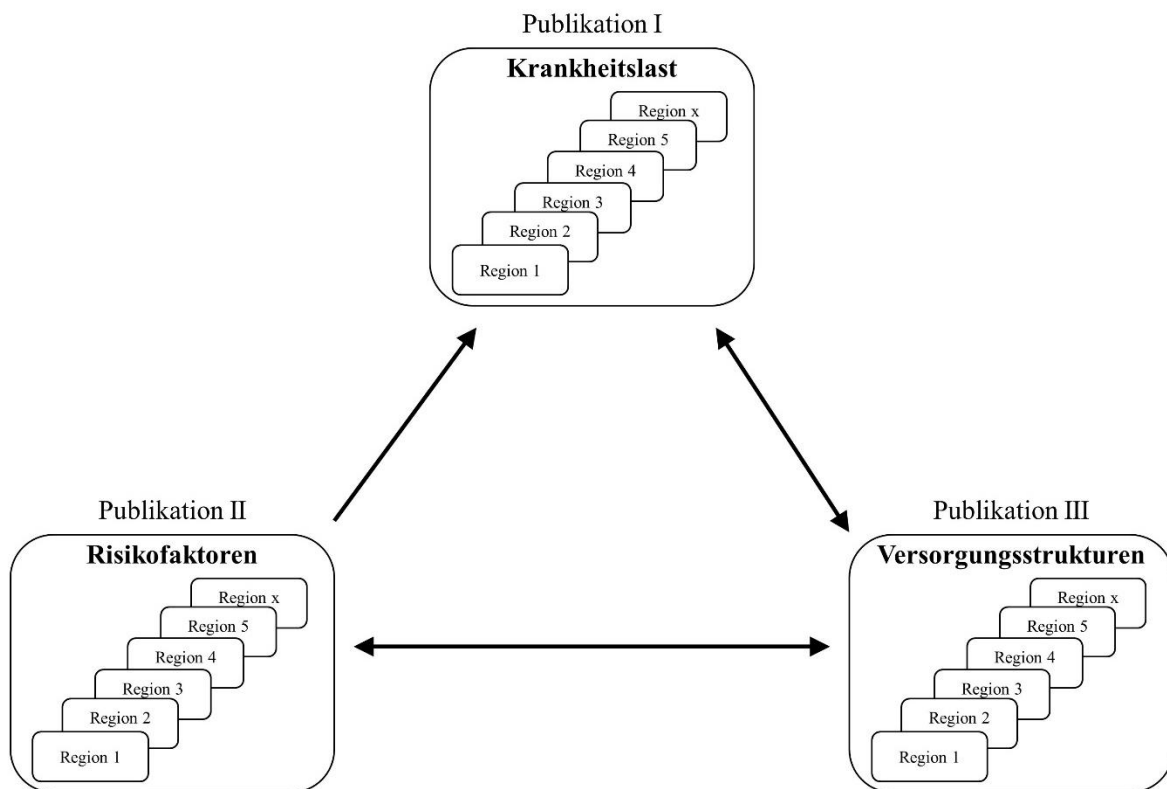 Publikation I
Krankheitslast
Region x
Region 5
Region 4
Region 3
Region 2
Region 1
Publikation II
Risikofaktoren
Region x
Region 5
Region 4
Region 3
Region 2
Region 1
Publikation III
Versorgungsstrukturen
Region x
Region 5
Region 4
Region 3
Region 2
Region 1